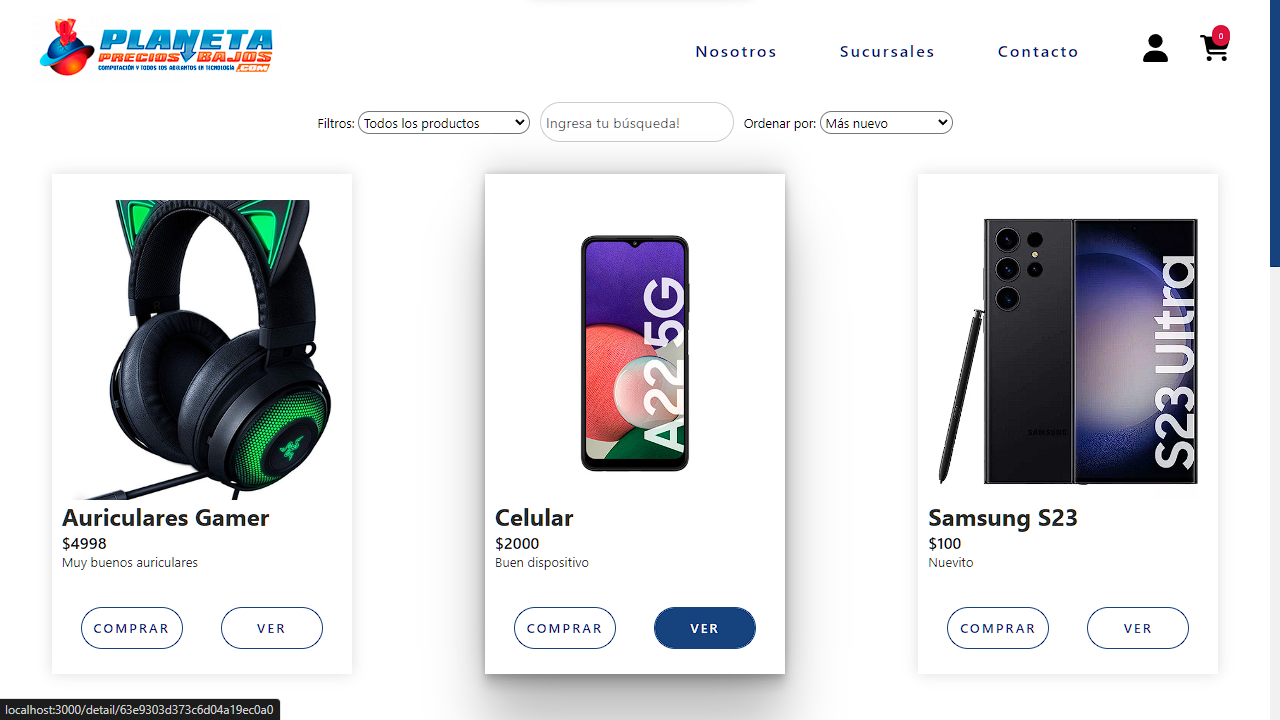 PLANETA
PRECIOS BAJOS
COMPUTACIÓN Y TODOS LOS ADELANTOS EN TECNOLOGÍA .COM
Nosotros
Sucursales
Contacto
0
Filtros: Todos los productos
Ingresa tu búsqueda!
Ordenar por: Más nuevo
A22 5G
S23 Ultra
SAMSUNG
Auriculares Gamer
$4998
Muy buenos auriculares
COMPRAR
VER
Celular
$2000
Buen dispositivo
COMPRAR
VER
Samsung S23
$100
Nuevito
COMPRAR
VER
localhost:3000/detail/63e9303d373c6d04a19ec0a0